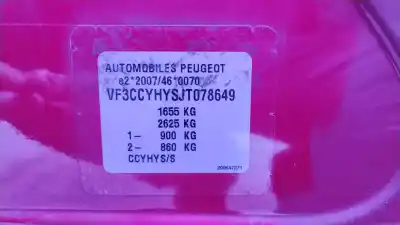 AUTOMOBILES PEUGEOT
e2*2007/46*0070
VF3CCYHYSJT078649
1655 KG
2625 KG
1- 900 KG
2- 860 KG
CCYHYS/S